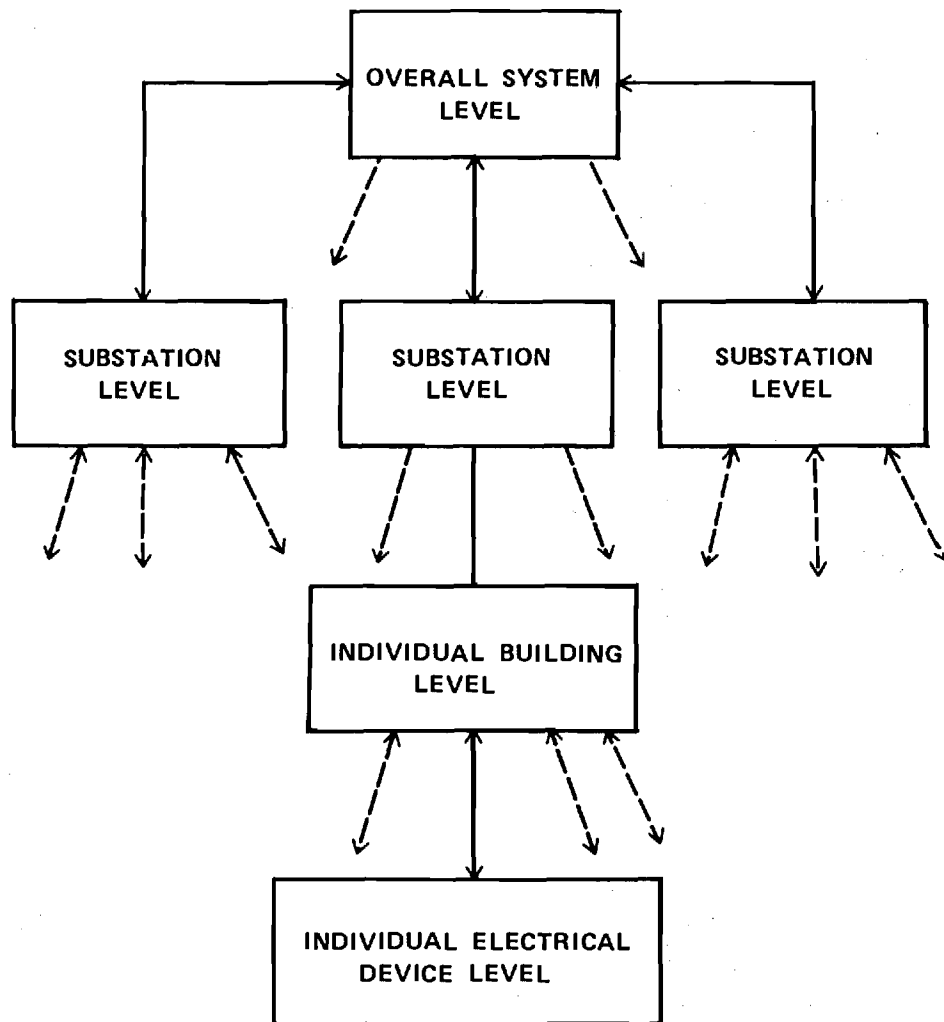 OVERALL SYSTEM
LEVEL
SUBSTATION
LEVEL
SUBSTATION
LEVEL
SUBSTATION
LEVEL
INDIVIDUAL BUILDING
LEVEL
INDIVIDUAL ELECTRICAL
DEVICE LEVEL